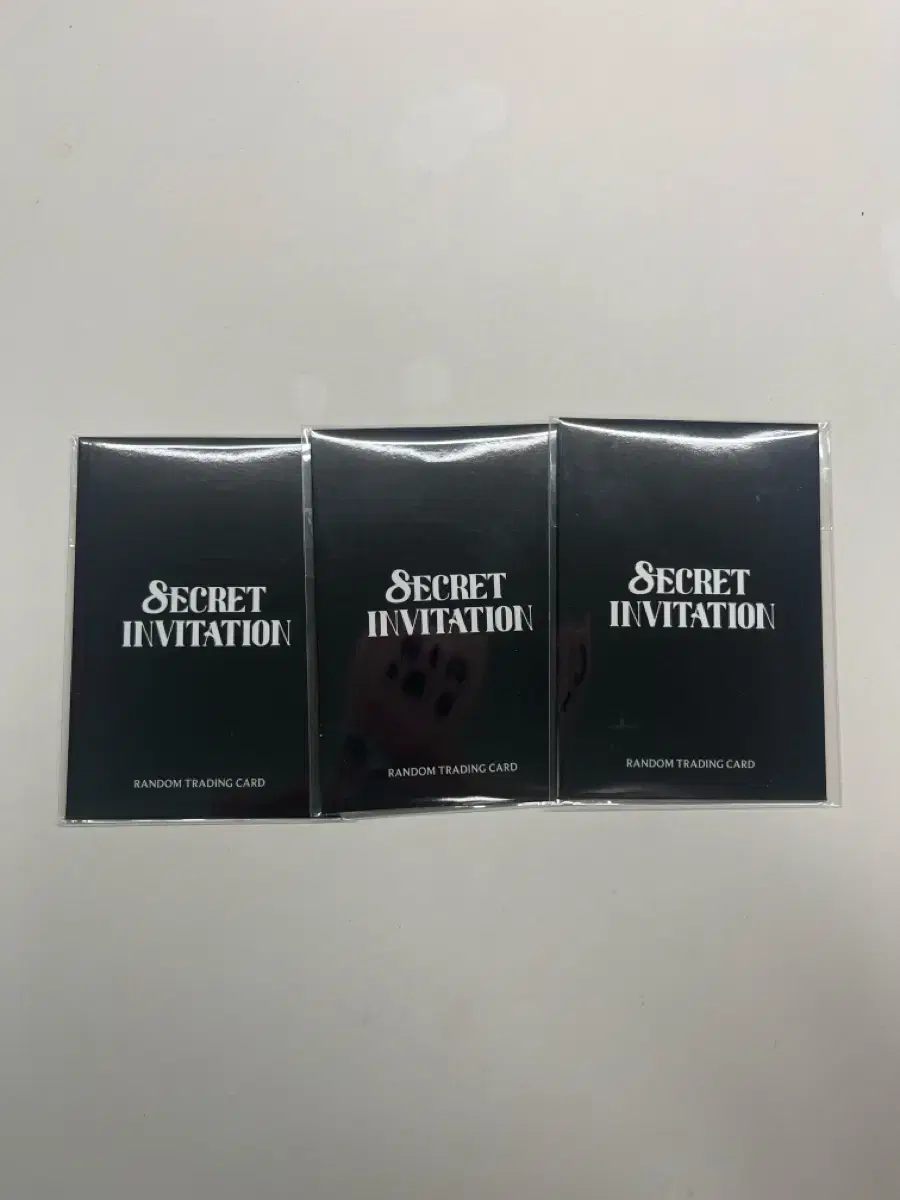 SECRET
INVITATION
RANDOM TRADING CARD
SECRET
INVITATION
RANDOM TRADING CARD
SECRET
INVITATION
RANDOM TRADING CARD